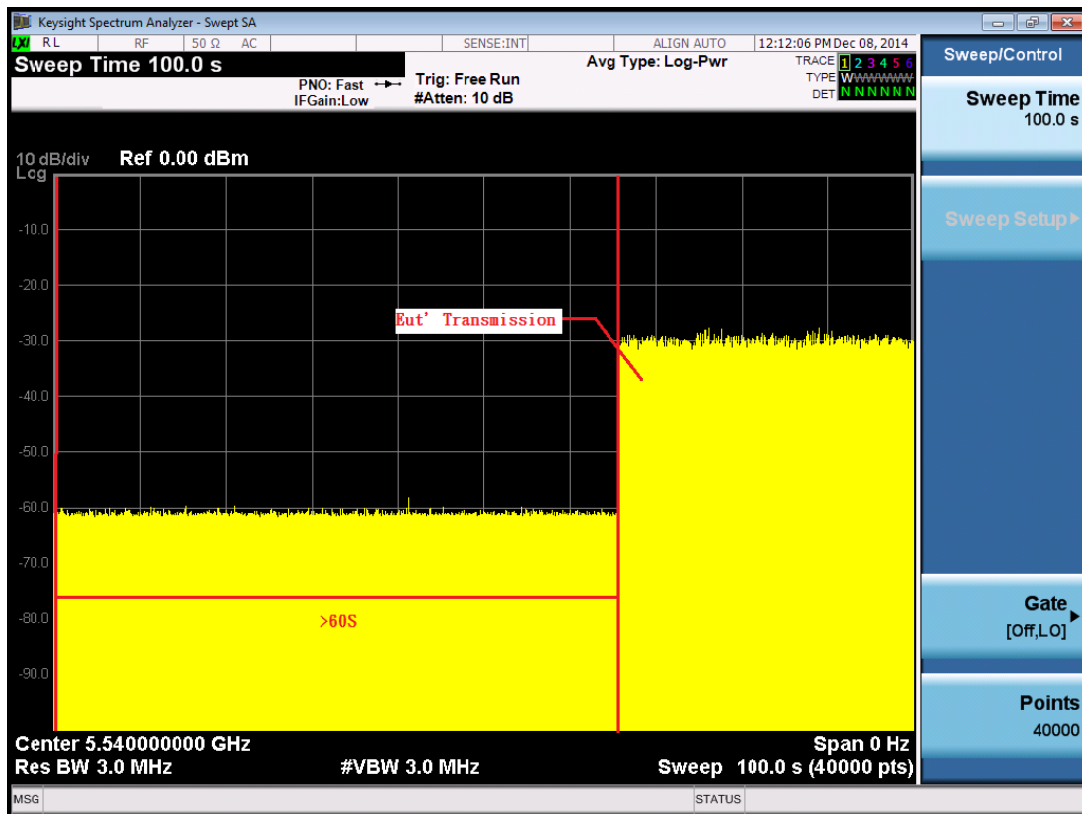 Keysight Spectrum Analyzer - Swept SA
LXI RL RF 50 Ω AC SENSE:INT ALIGN AUTO 12:12:06 PM Dec 08, 2014
Sweep Time 100.0 s
PNO: Fast
IFGain:Low
Trig: Free Run
#Atten: 10 dB
Avg Type: Log-Pwr
TRACE 1 2 3 4 5 6
TYPE WWWWWW
DET N N N N N N
10 dB/div Ref 0.00 dBm
Log
-10.0
-20.0
-30.0
-40.0
-50.0
-60.0
-70.0
-80.0
-90.0
Eut' Transmission
>60S
Center 5.540000000 GHz
Span 0 Hz
Res BW 3.0 MHz
#VBW 3.0 MHz
Sweep 100.0 s (40000 pts)
MSG
STATUS
Sweep/Control
Sweep Time
100.0 s
Sweep Setup
Gate
[Off,LO]
Points
40000